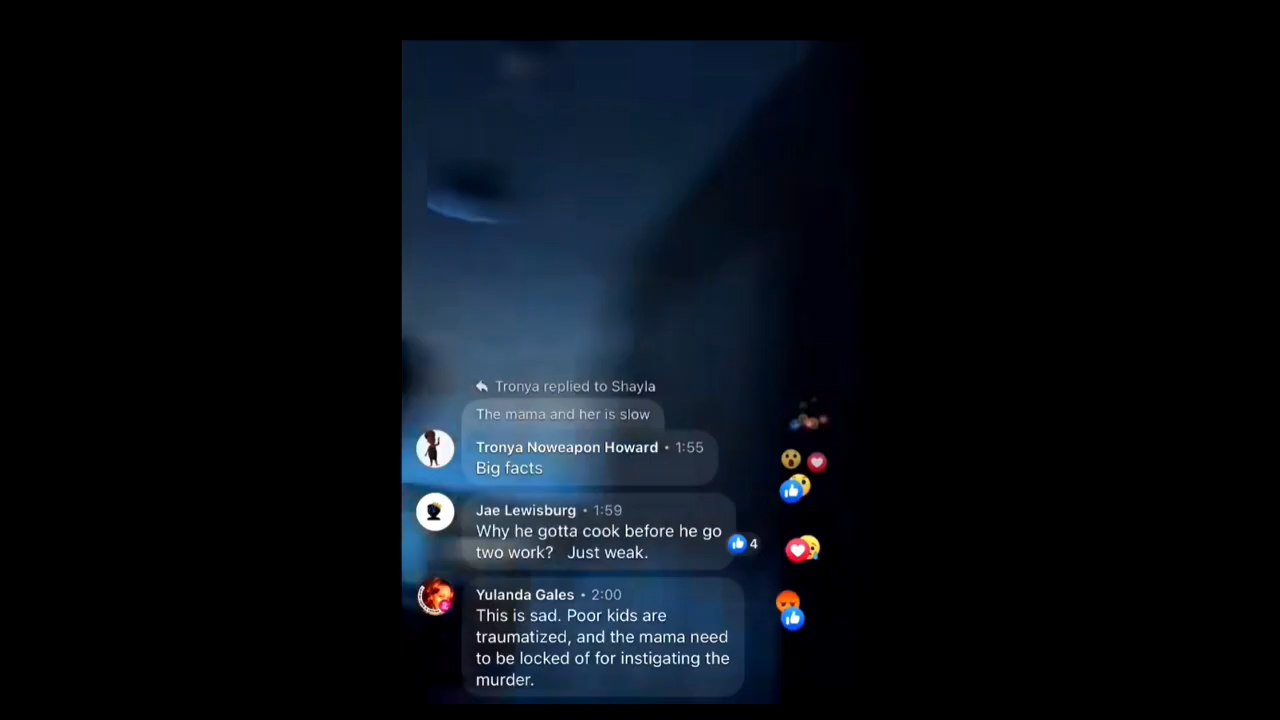 Tronya replied to Shayla
The mama and her is slow
Tronya Noweapon Howard • 1:55
Big facts
Jae Lewisburg • 1:59
Why he gotta cook before he go
two work? Just weak.
4
Yulanda Gales • 2:00
This is sad. Poor kids are
traumatized, and the mama need
to be locked of for instigating the
murder.